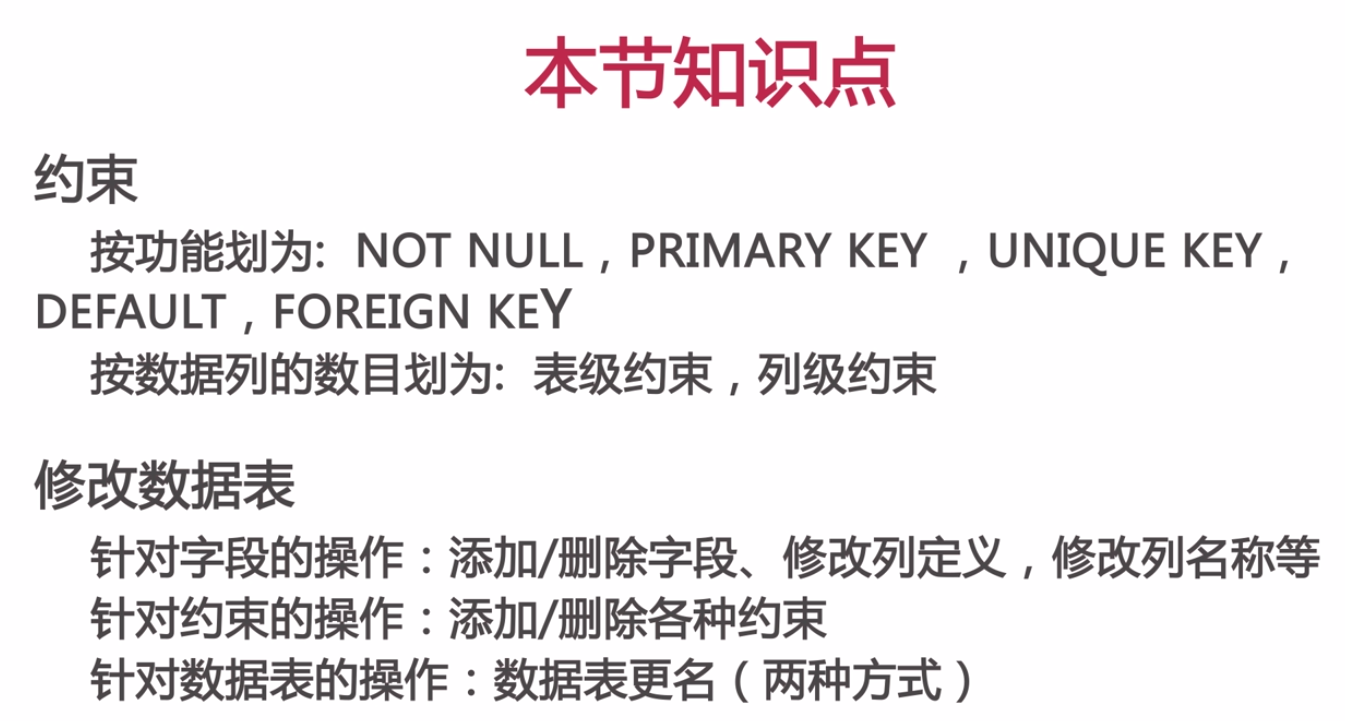 本节知识点
约束
按功能划为: NOT NULL，PRIMARY KEY ，UNIQUE KEY，
DEFAULT，FOREIGN KEY
按数据列的数目划为: 表级约束，列级约束
修改数据表
针对字段的操作：添加/删除字段、修改列定义，修改列名称等
针对约束的操作：添加/删除各种约束
针对数据表的操作：数据表更名（两种方式）